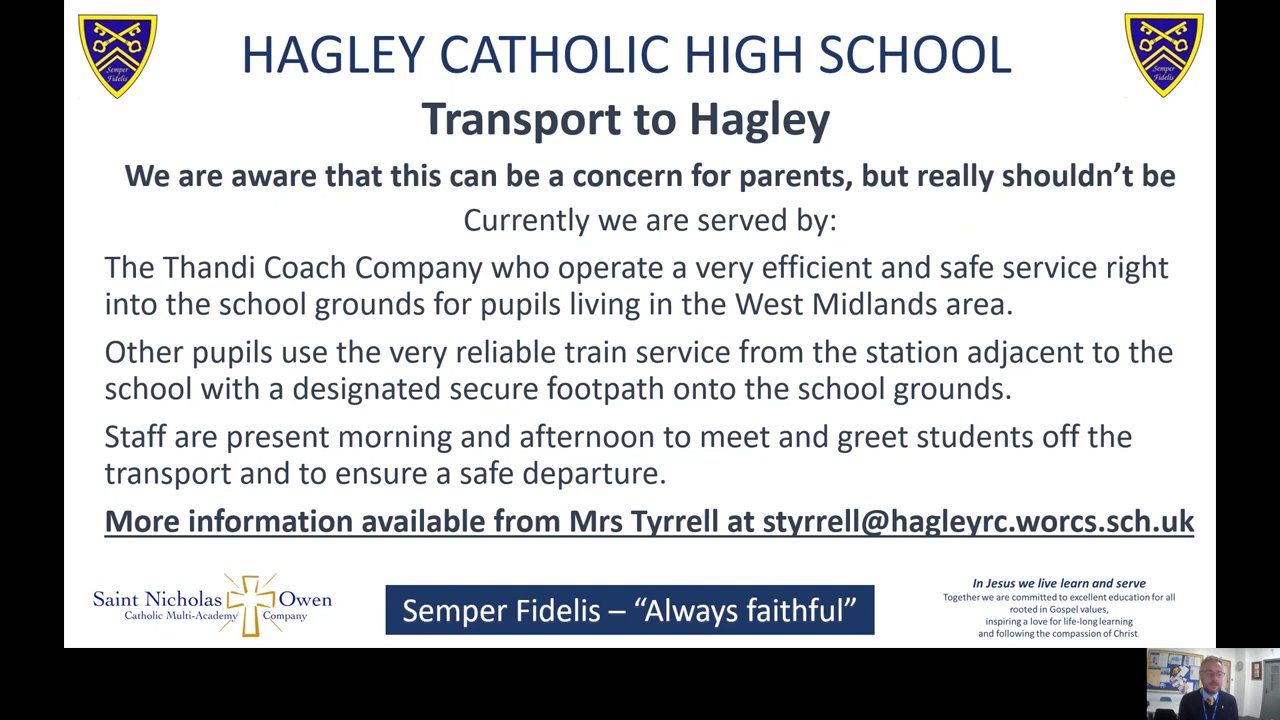 HAGLEY CATHOLIC HIGH SCHOOL
Semper
Fidelis
Semper
Fidelis
Transport to Hagley
We are aware that this can be a concern for parents, but really shouldn’t be
Currently we are served by:
The Thandi Coach Company who operate a very efficient and safe service right
into the school grounds for pupils living in the West Midlands area.
Other pupils use the very reliable train service from the station adjacent to the
school with a designated secure footpath onto the school grounds.
Staff are present morning and afternoon to meet and greet students off the
transport and to ensure a safe departure.
More information available from Mrs Tyrrell at styrrell@hagleyrc.worcs.sch.uk
Saint Nicholas Owen
Catholic Multi-Academy Company
Semper Fidelis – “Always faithful”
In Jesus we live learn and serve
Together we are committed to excellent education for all
rooted in Gospel values,
inspiring a love for life-long learning
and following the compassion of Christ.